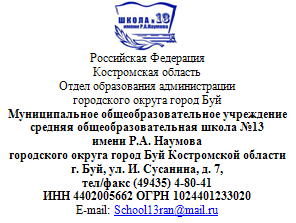 ШКОЛА № 13
имени Р.А.Наумова
Российская Федерация
Костромская область
Отдел образования администрации
городского округа город Буй
Муниципальное общеобразовательное учреждение
средняя общеобразовательная школа №13
имени Р.А. Наумова
городского округа город Буй Костромской области
г. Буй, ул. И. Сусанина, д. 7,
тел/факс (49435) 4-80-41
ИНН 4402005662 ОГРН 1024401233020
E-mail: School13ran@mail.ru